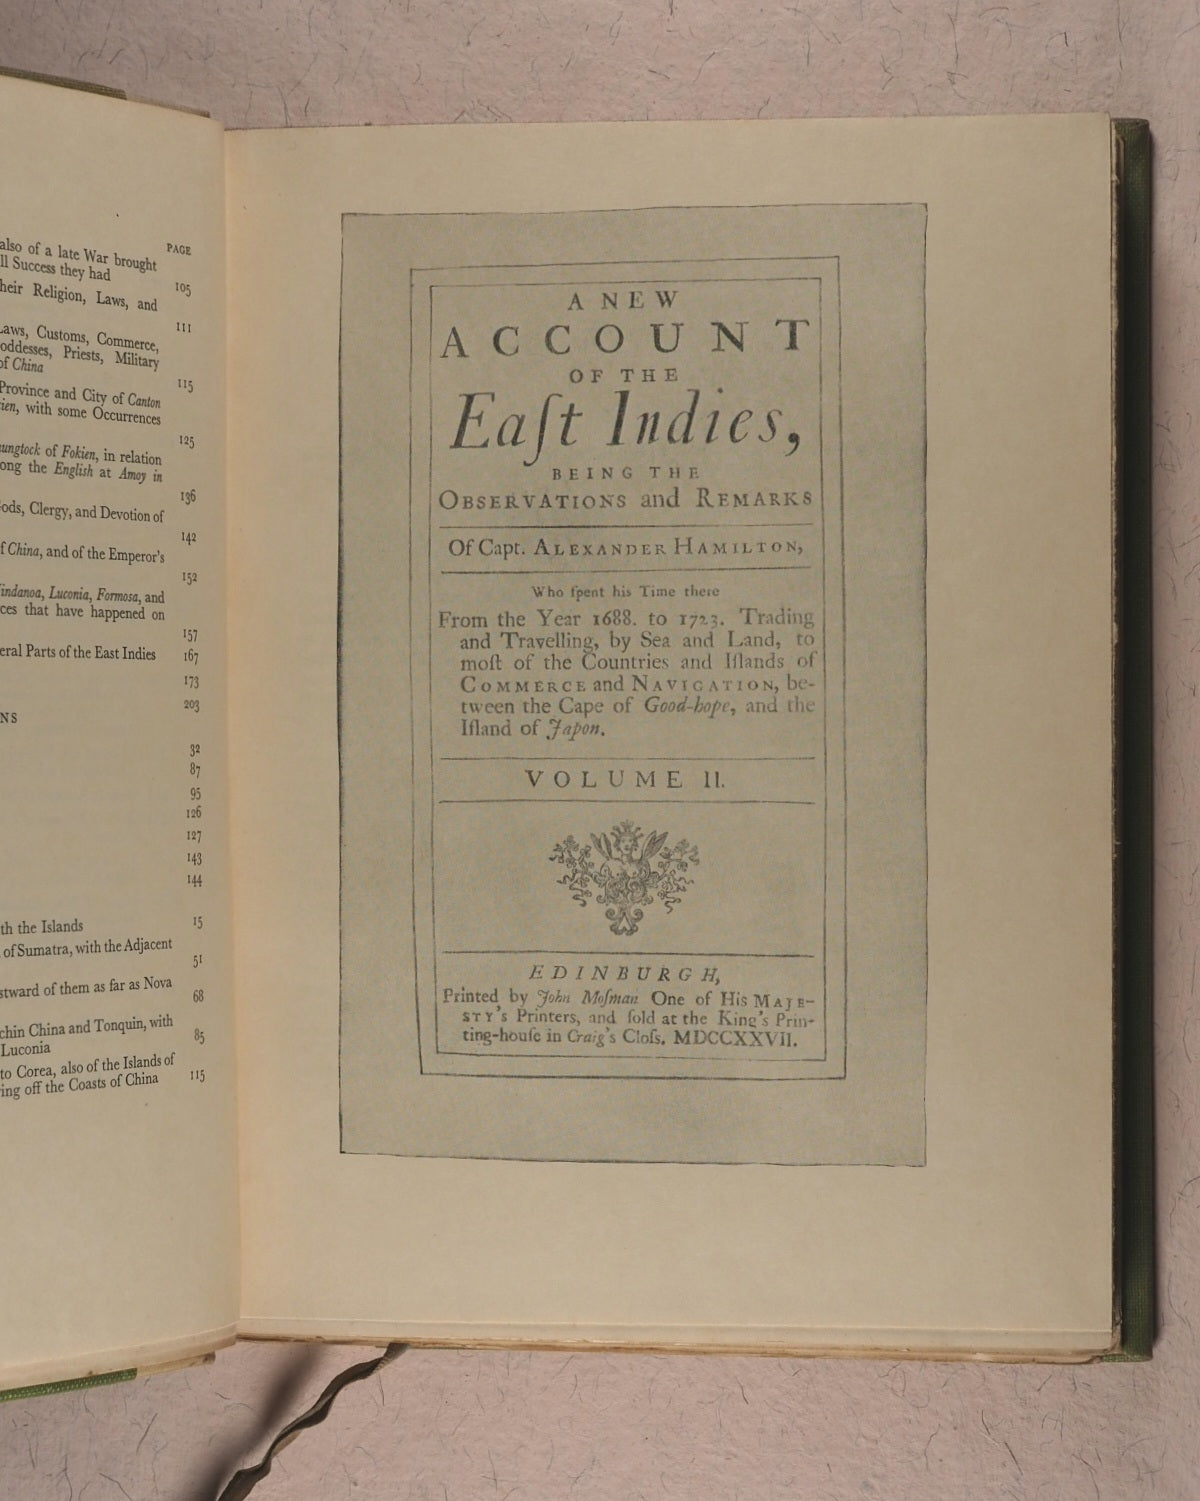 PAGE
also of a late War brought
ll Success they had 105
heir Religion, Laws, and
111
Laws, Customs, Commerce,
oddesses, Priests, Military
of China 115
Province and City of Canton
ien, with some Occurrences
125
ungtock of Fokien, in relation
ong the English at Amoy in
136
ods, Clergy, and Devotion of
142
f China, and of the Emperor's
152
indanoa, Luconia, Formosa, and
ces that have happened on
157
eral Parts of the East Indies 167
173
203
NS
32
87
95
126
127
143
144
th the Islands 15
of Sumatra, with the Adjacent
51
stward of them as far as Nova
68
chin China and Tonquin, with
Luconia 85
to Corea, also of the Islands of
ing off the Coasts of China 115
A NEW
ACCOUNT
OF THE
Eaſt Indies,
BEING THE
OBSERVATIONS and REMARKS
Of Capt. ALEXANDER HAMILTON,
Who ſpent his Time there
From the Year 1688. to 1723. Trading
and Travelling, by Sea and Land, to
moſt of the Countries and Iſlands of
COMMERCE and NAVIGATION, be-
tween the Cape of Good-hope, and the
Iſland of Japon.
VOLUME II.
EDINBURGH,
Printed by John Moſman One of His MAJE-
STY's Printers, and ſold at the King's Prin-
ting-houſe in Craig's Cloſs. MDCCXXVII.